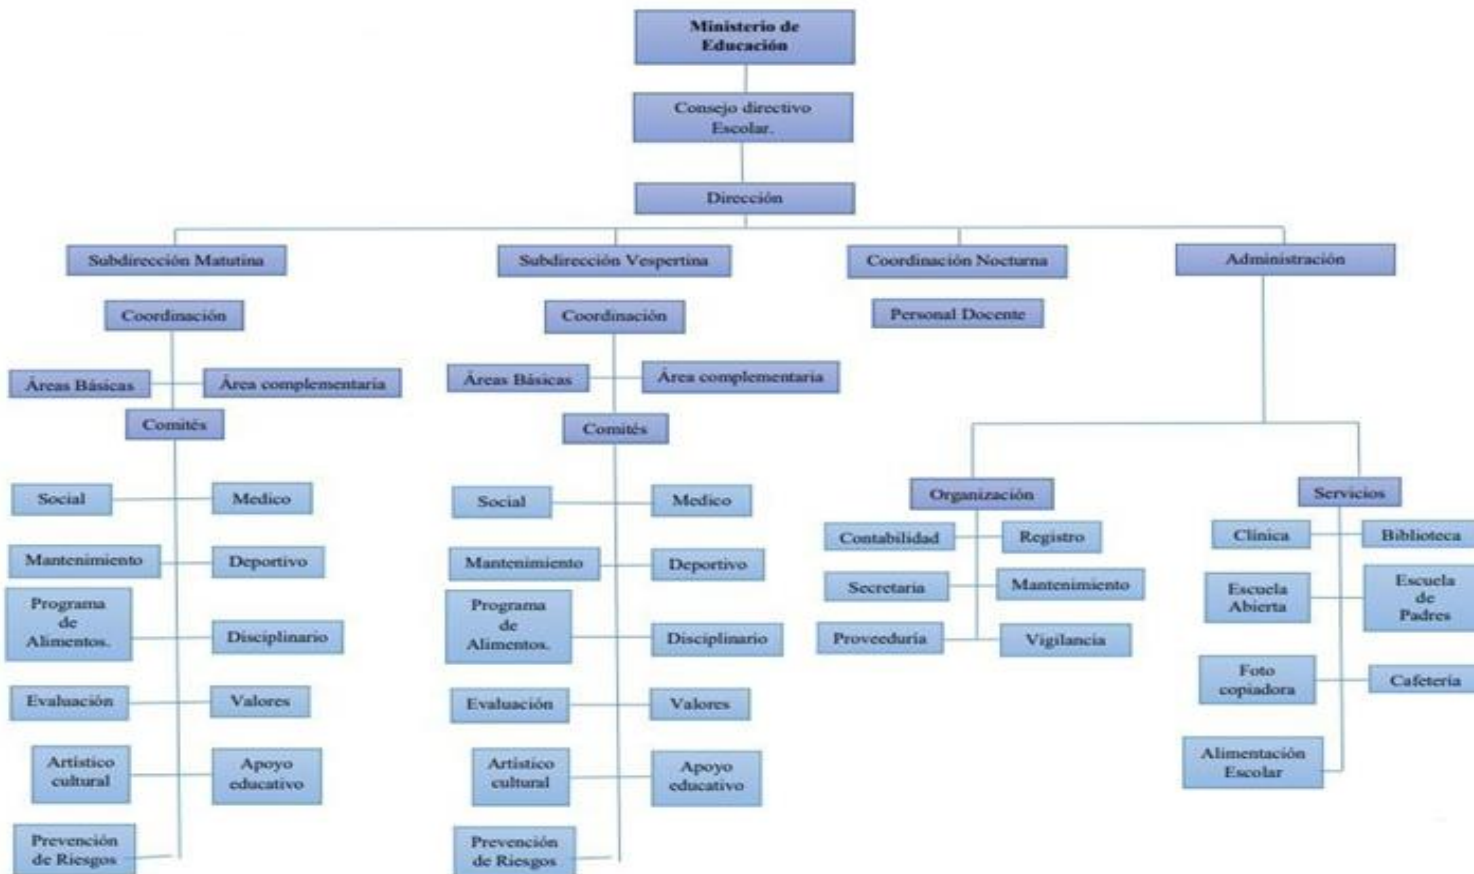 Ministerio de
Educación
Consejo directivo
Escolar.
Dirección
Subdirección Matutina
Subdirección Vespertina
Coordinación Nocturna
Administración
Coordinación
Áreas Básicas
Área complementaria
Comités
Social
Medico
Mantenimiento
Deportivo
Programa
de
Alimentos.
Disciplinario
Evaluación
Valores
Artístico
cultural
Apoyo
educativo
Prevención
de Riesgos
Coordinación
Áreas Básicas
Área complementaria
Comités
Social
Medico
Mantenimiento
Deportivo
Programa
de
Alimentos.
Disciplinario
Evaluación
Valores
Artístico
cultural
Apoyo
educativo
Prevención
de Riesgos
Personal Docente
Organización
Contabilidad
Registro
Secretaria
Mantenimiento
Proveeduría
Vigilancia
Servicios
Clínica
Biblioteca
Escuela
Abierta
Escuela
de
Padres
Foto
copiadora
Cafetería
Alimentación
Escolar